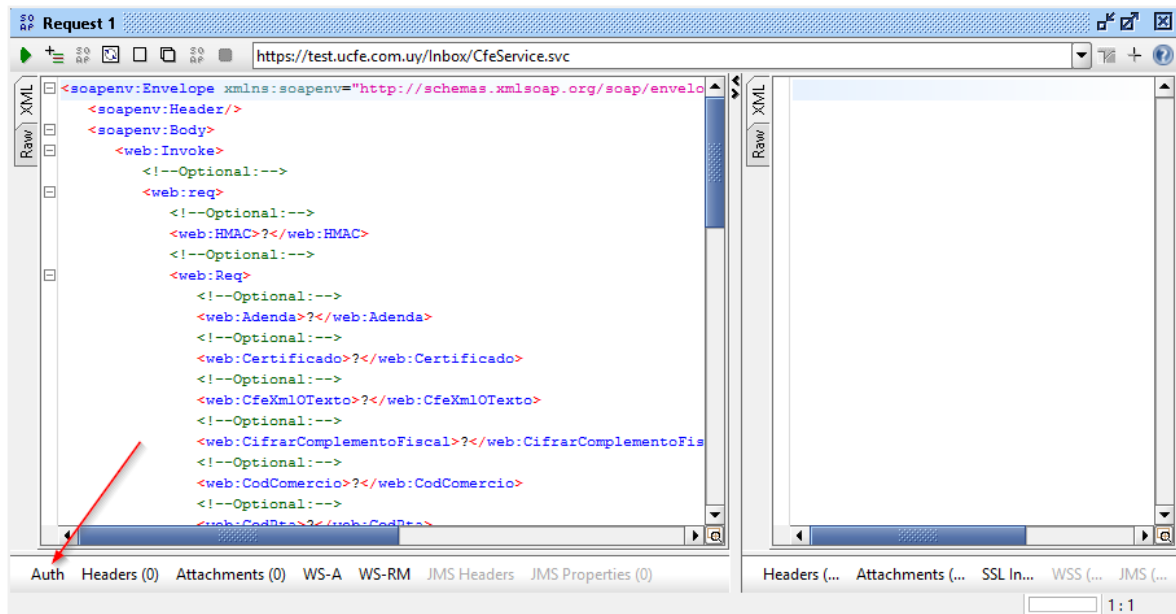 Request 1
https://test.ucfe.com.uy/Inbox/CfeService.svc
XML
Raw
<soapenv:Envelope xmlns:soapenv="http://schemas.xmlsoap.org/soap/envelo
<soapenv:Header/>
<soapenv:Body>
<web:Invoke>
<!--Optional:-->
<web:req>
<!--Optional:-->
<web:HMAC>?</web:HMAC>
<!--Optional:-->
<web:Req>
<!--Optional:-->
<web:Adenda>?</web:Adenda>
<!--Optional:-->
<web:Certificado>?</web:Certificado>
<!--Optional:-->
<web:CfeXmlOTexto>?</web:CfeXmlOTexto>
<!--Optional:-->
<web:CifrarComplementoFiscal>?</web:CifrarComplementoFis
<!--Optional:-->
<web:CodComercio>?</web:CodComercio>
<!--Optional:-->
<web:CodRta>?</web:CodRta>
XML
Raw
Auth Headers (0) Attachments (0) WS-A WS-RM JMS Headers JMS Properties (0)
Headers (... Attachments (... SSL In... WSS (... JMS (...
1 : 1